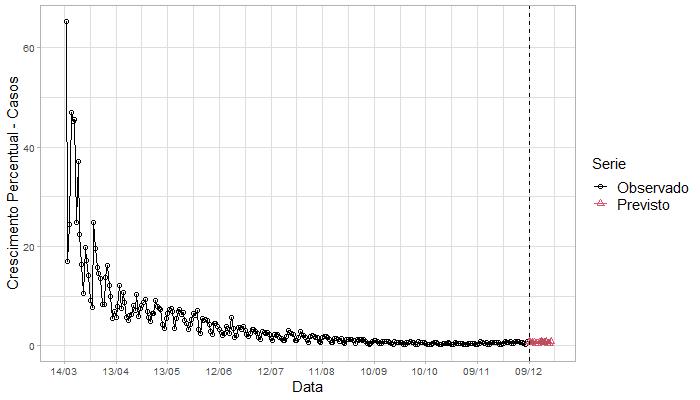 Crescimento Percentual - Casos
60
40
20
0
14/03 13/04 13/05 12/06 12/07 11/08 10/09 10/10 09/11 09/12
Data
Serie
Observado
Previsto